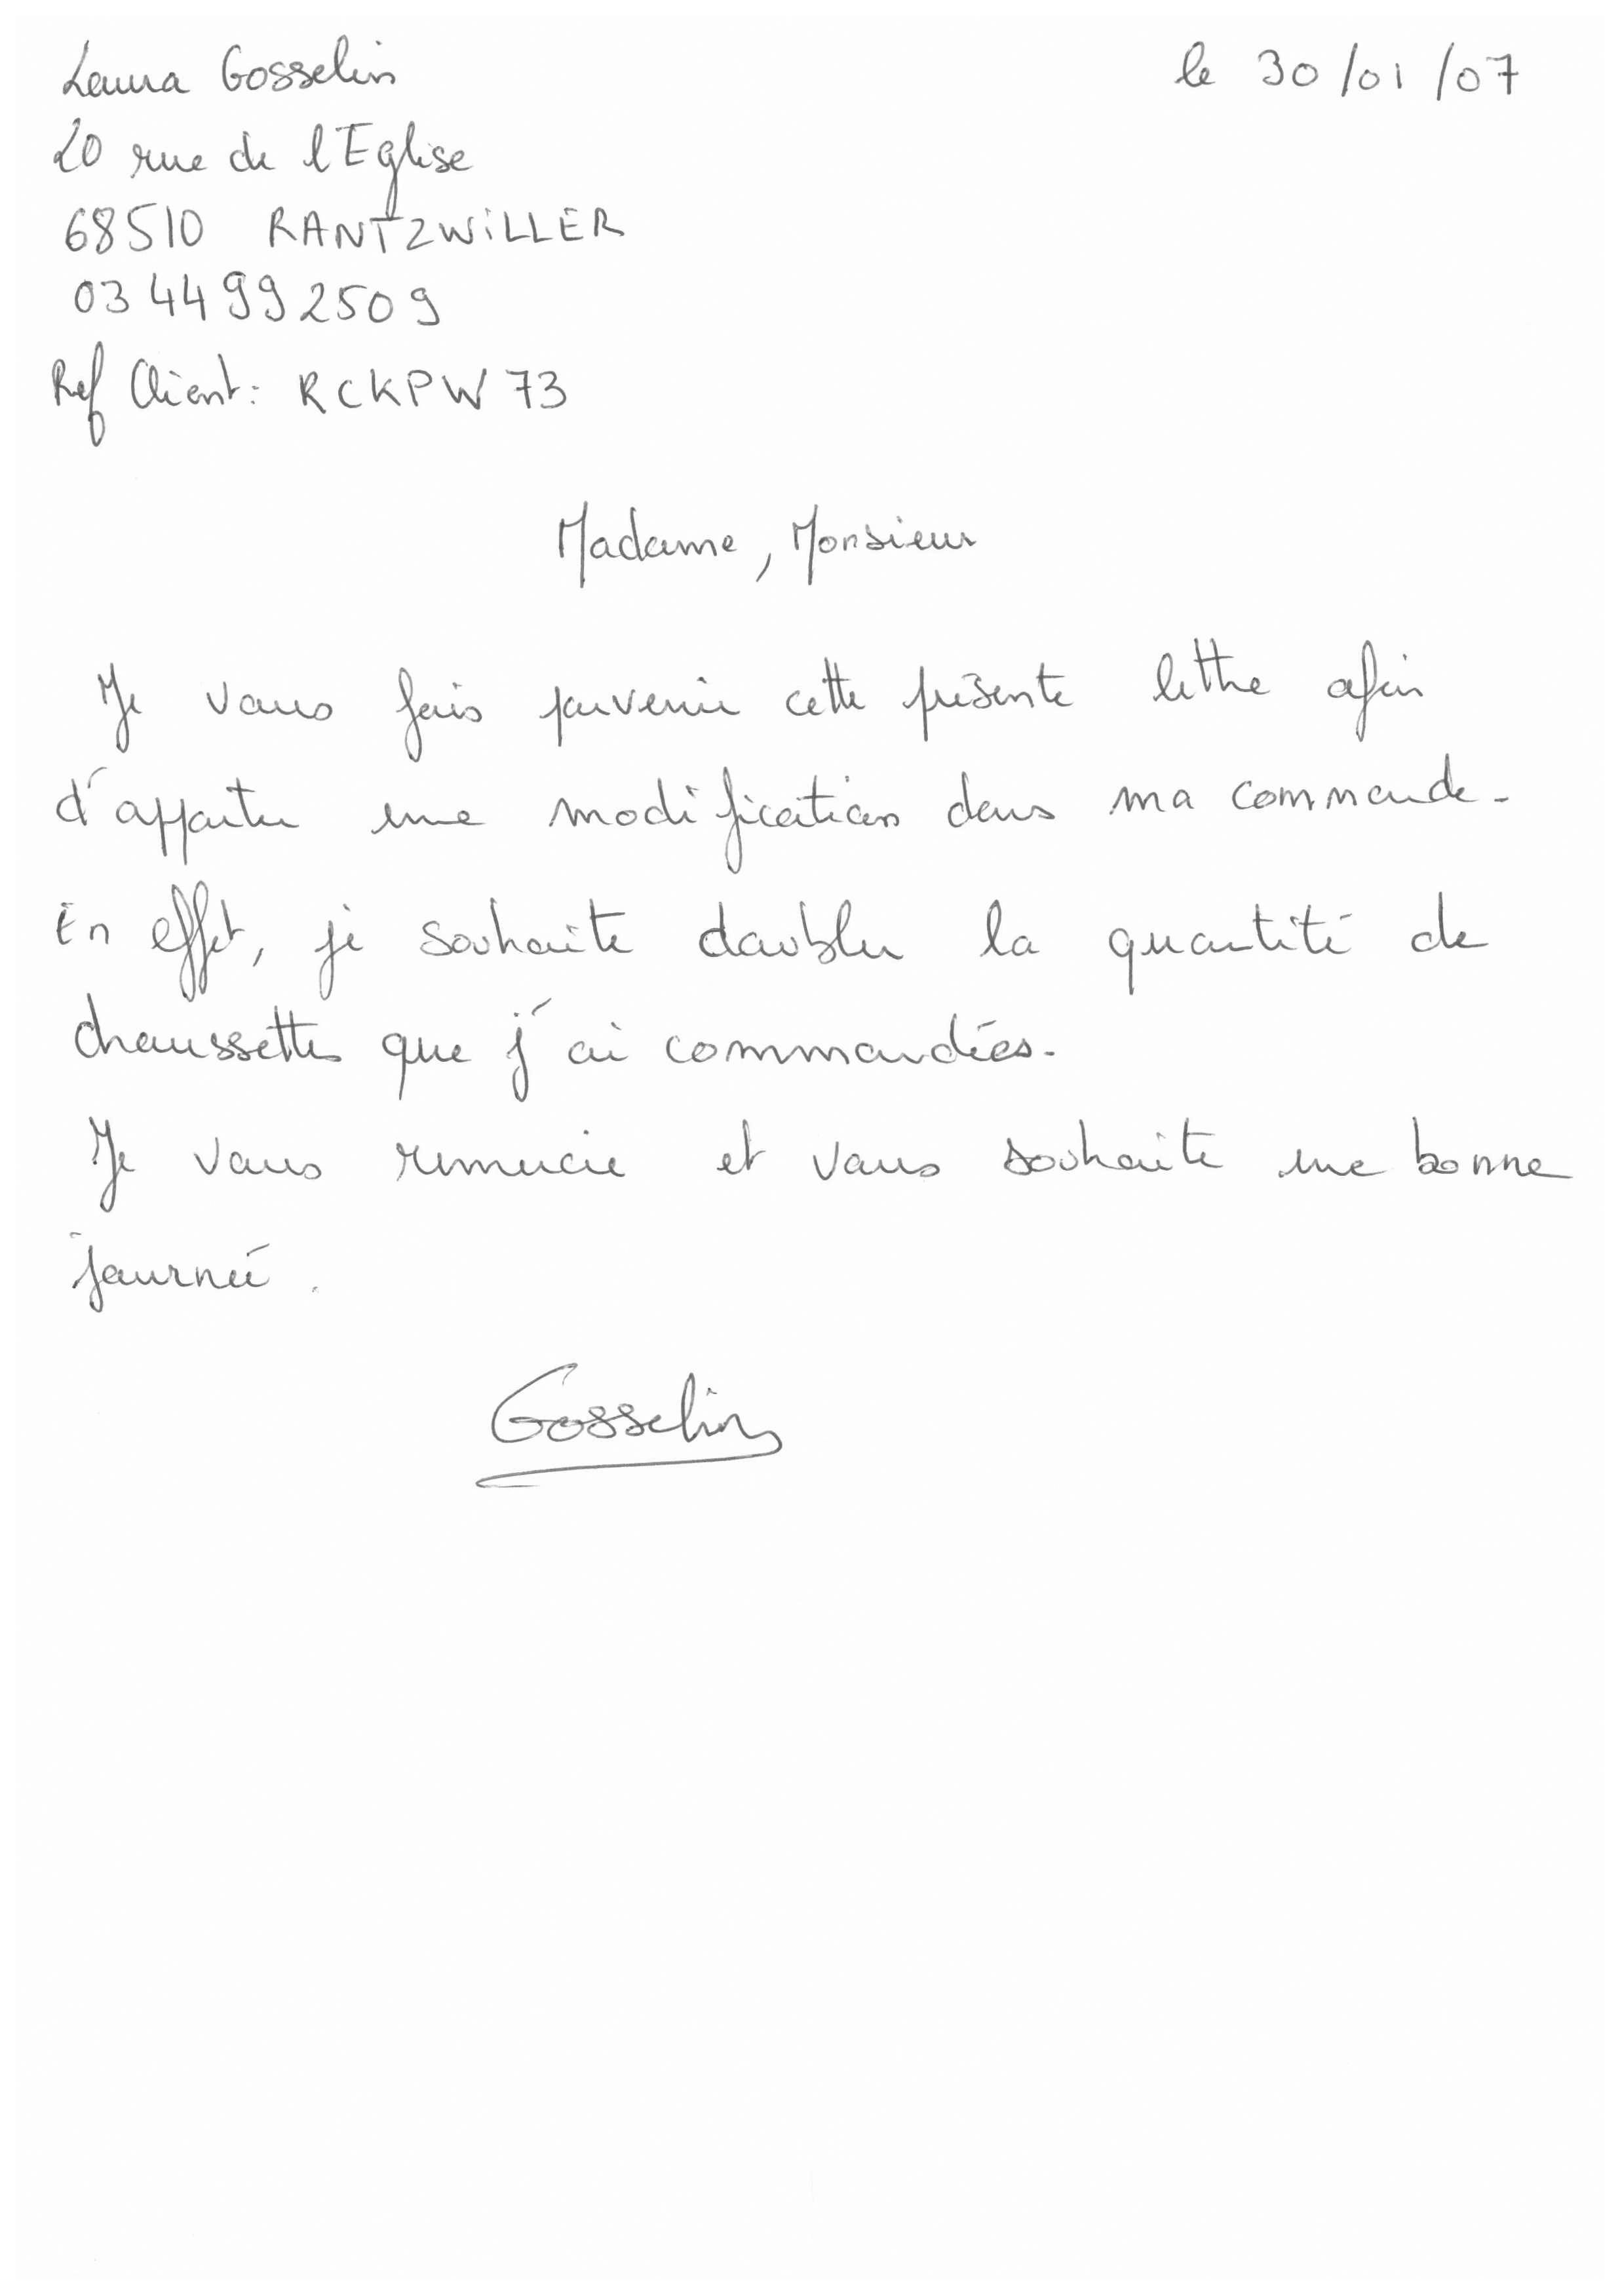 Laura Gosselin
le 30/01/07
20 rue de l'Eglise
68510 RANTZWiLLER
03 44 99 25 09
Ref Client: RCKPW 73
Madame, Monsieur
Je vous fais parvenir cette présente lettre afin
d'apporter une modification dans ma commande.
En effet, je souhaite doubler la quantité de
chaussettes que j'ai commandées.
Je vous remercie et vous souhaite une bonne
journée.
Gosselin